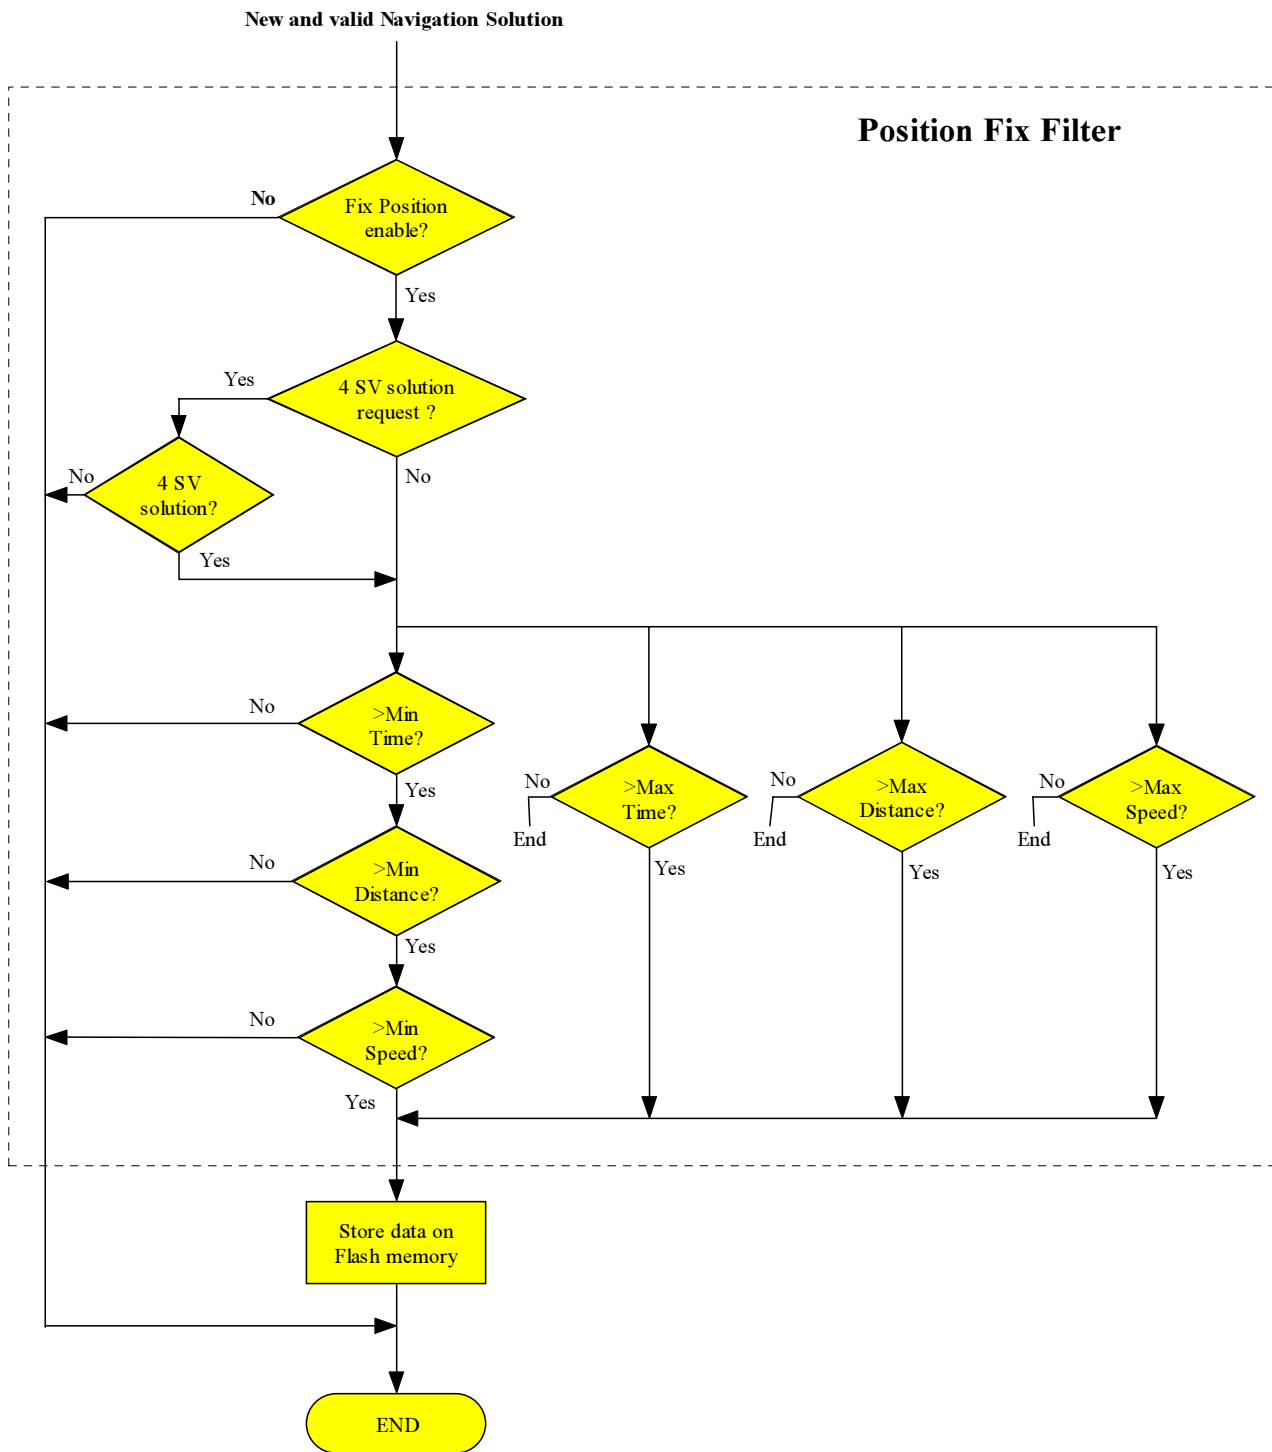 New and valid Navigation Solution
Position Fix Filter
No
Fix Position
enable?
Yes
Yes
4 SV solution
request ?
No
4 SV
solution?
No
Yes
No
>Min
Time?
Yes
No
>Max
Time?
End
Yes
No
>Max
Distance?
End
Yes
No
>Max
Speed?
End
Yes
No
>Min
Distance?
Yes
No
>Min
Speed?
Yes
Store data on
Flash memory
END